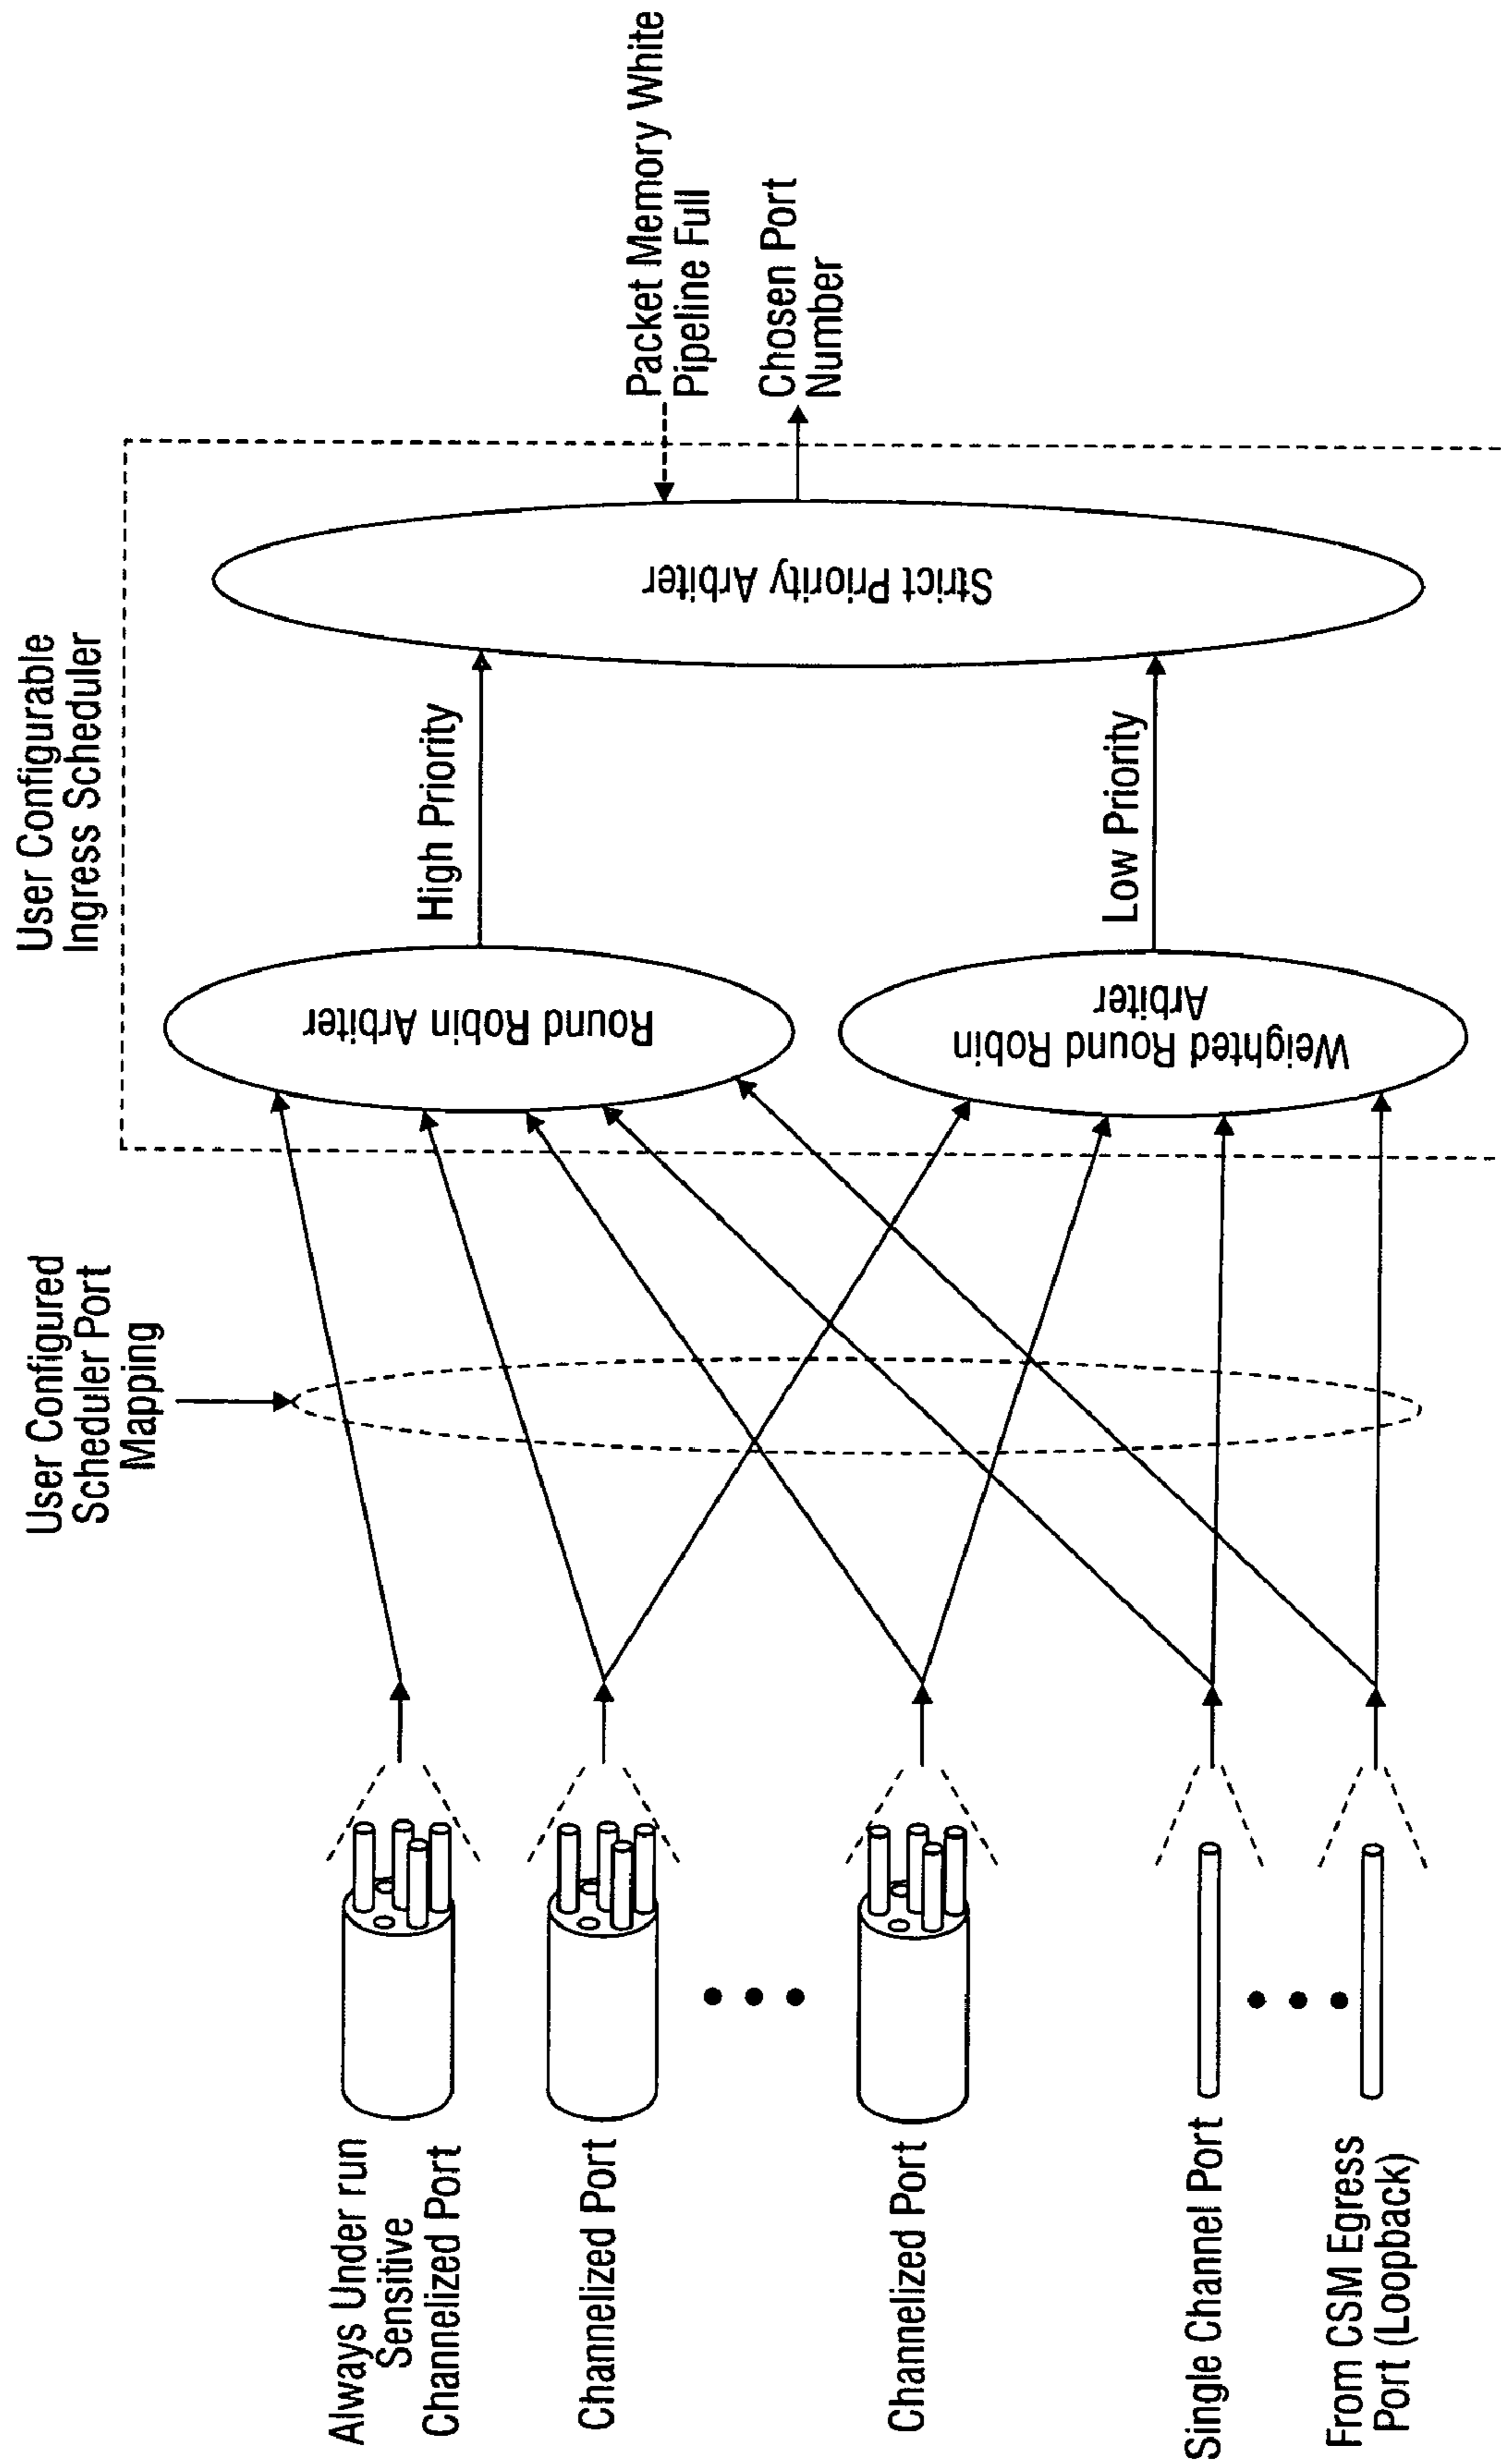 User Configured
Scheduler Port
Mapping
User Configurable
Ingress Scheduler
Always Under run
Sensitive
Channelized Port
Channelized Port
Channelized Port
Single Channel Port
From CSM Egress
Port (Loopback)
Round Robin Arbiter
Weighted Round Robin
Arbiter
High Priority
Low Priority
Strict Priority Arbiter
Packet Memory White
Pipeline Full
Chosen Port
Number